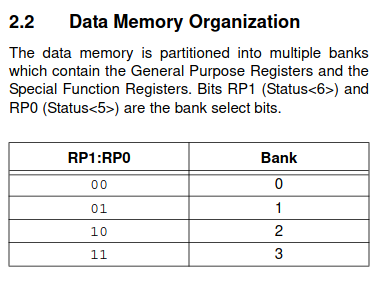 2.2 Data Memory Organization
The data memory is partitioned into multiple banks
which contain the General Purpose Registers and the
Special Function Registers. Bits RP1 (Status<6>) and
RP0 (Status<5>) are the bank select bits.
RP1:RP0 Bank
00 0
01 1
10 2
11 3